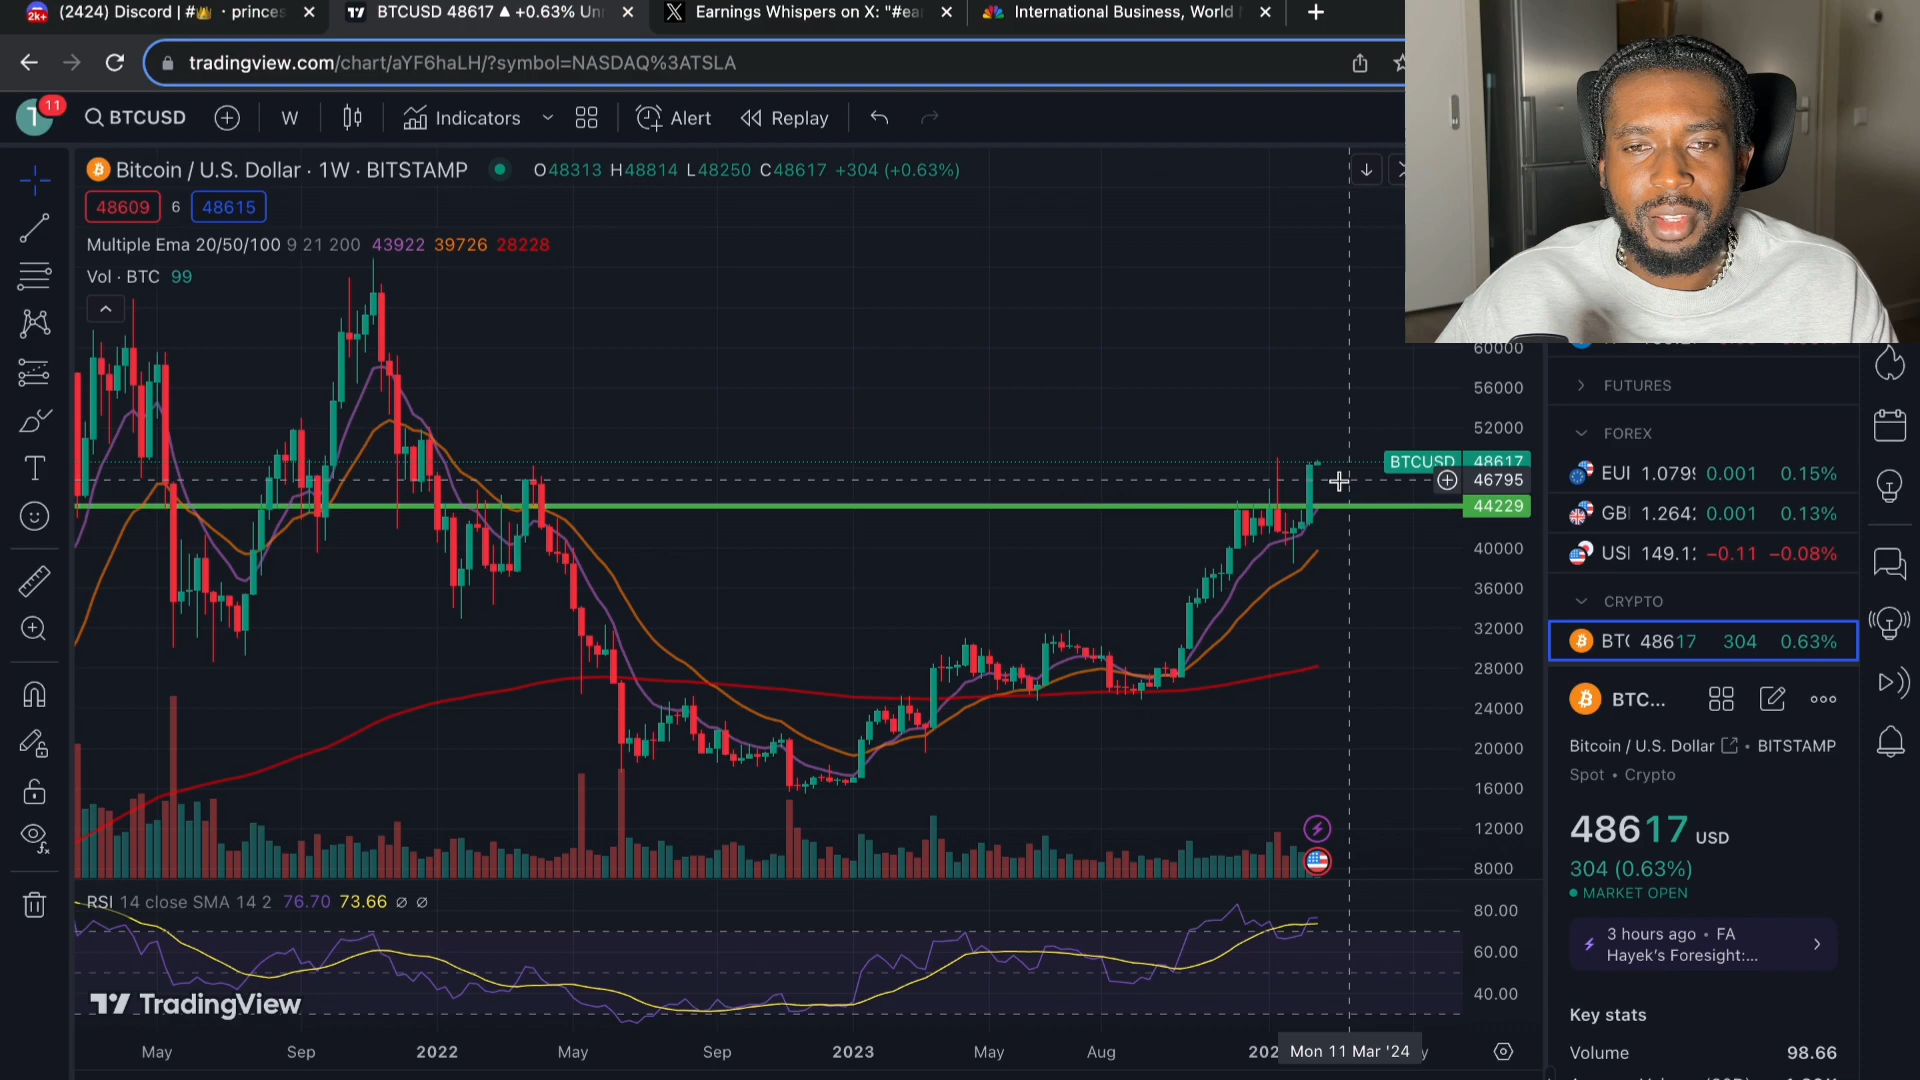 (2424) Discord | # · princes
BTCUSD 48617 ▲ +0.63% Un
Earnings Whispers on X: "#ea
International Business, World
tradingview.com/chart/aYF6haLH/?symbol=NASDAQ%3ATSLA
11
BTCUSD
W
Indicators
Alert
Replay
Bitcoin / U.S. Dollar · 1W · BITSTAMP
O48313 H48814 L48250 C48617 +304 (+0.63%)
48609 6 48615
Multiple Ema 20/50/100 9 21 200 43922 39726 28228
Vol · BTC 99
60000
56000
52000
BTCUSD 48617
46795
44229
40000
36000
32000
28000
24000
20000
16000
12000
8000
RSI 14 close SMA 14 2 76.70 73.66 ∅ ∅
80.00
60.00
40.00
TradingView
May
Sep
2022
May
Sep
2023
May
Aug
Mon 11 Mar '24
FUTURES
FOREX
EUI 1.079 0.001 0.15%
GB 1.264 0.001 0.13%
USI 149.1 −0.11 −0.08%
CRYPTO
BTC 48617 304 0.63%
BTC...
Bitcoin / U.S. Dollar • BITSTAMP
Spot • Crypto
48617 USD
304 (0.63%)
MARKET OPEN
3 hours ago • FA
Hayek's Foresight:...
Key stats
Volume 98.66